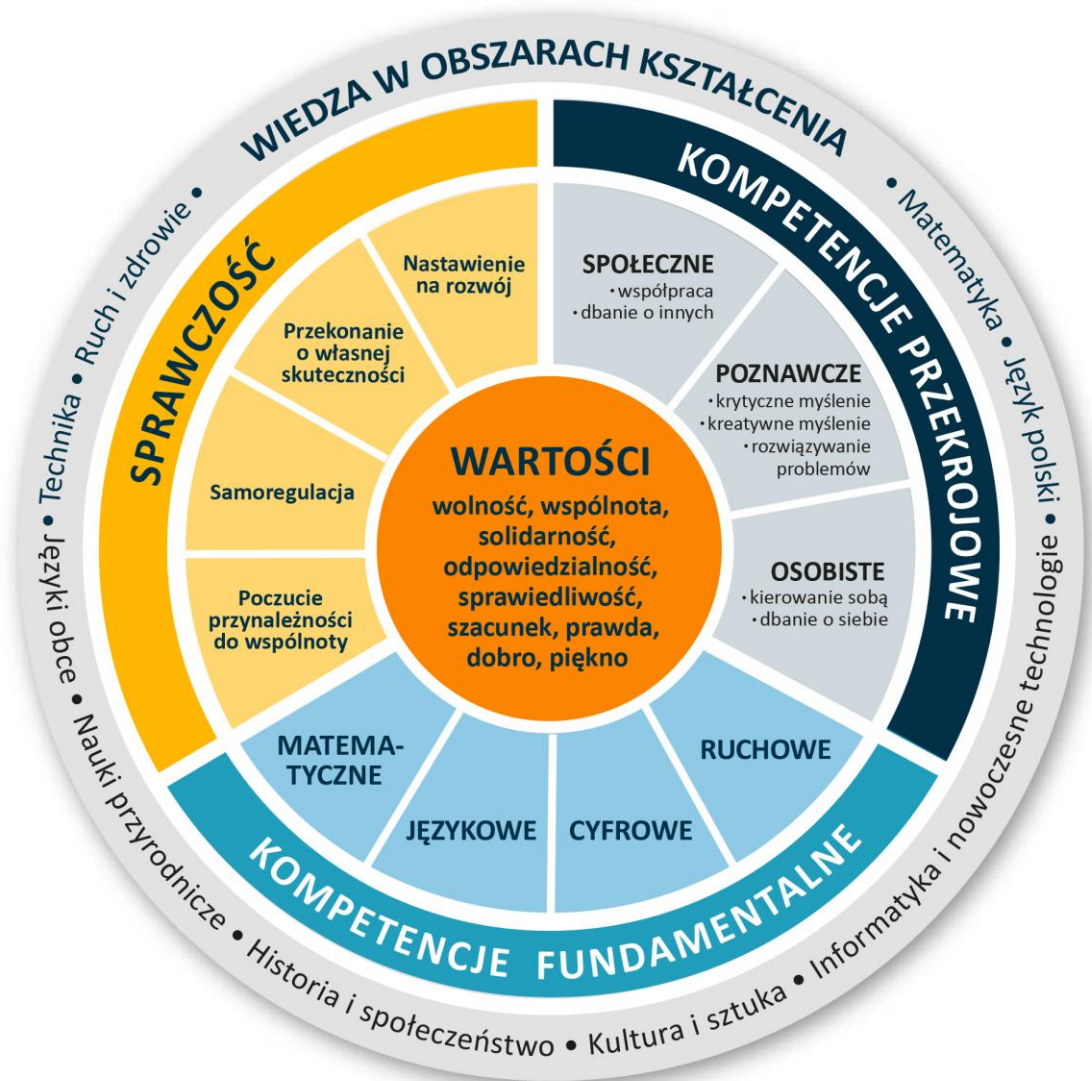 WIEDZA W OBSZARACH KSZTAŁCENIA
• Matematyka • Język polski • Informatyka i nowoczesne technologie • Kultura i sztuka • Historia i społeczeństwo • Nauki przyrodnicze • Języki obce • Technika • Ruch i zdrowie •
SPRAWCZOŚĆ
Nastawienie
na rozwój
Przekonanie
o własnej
skuteczności
Samoregulacja
Poczucie
przynależności
do wspólnoty
KOMPETENCJE PRZEKROJOWE
SPOŁECZNE
• współpraca
• dbanie o innych
POZNAWCZE
• krytyczne myślenie
• kreatywne myślenie
• rozwiązywanie
problemów
OSOBISTE
• kierowanie sobą
• dbanie o siebie
WARTOŚCI
wolność, wspólnota,
solidarność,
odpowiedzialność,
sprawiedliwość,
szacunek, prawda,
dobro, piękno
MATEMA-
TYCZNE
JĘZYKOWE
CYFROWE
RUCHOWE
KOMPETENCJE FUNDAMENTALNE